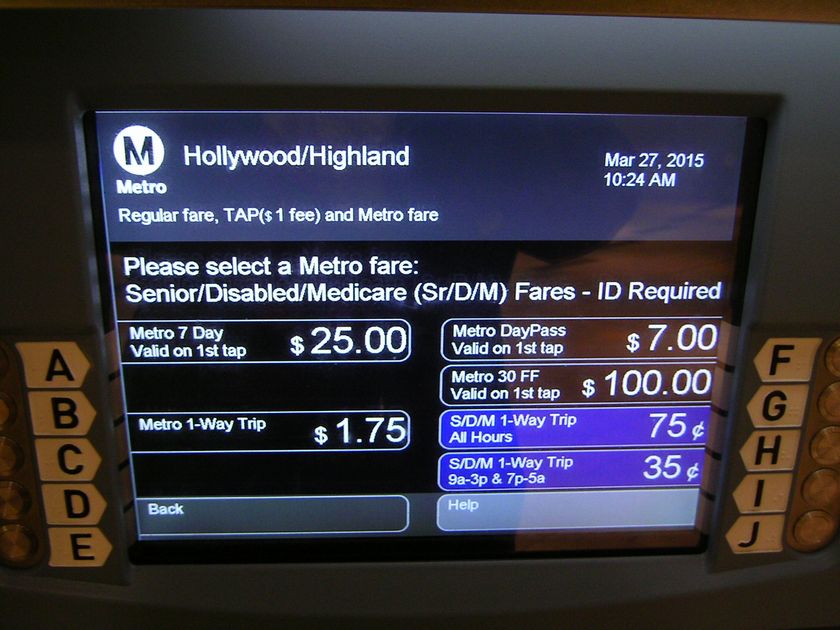 M
Metro
Hollywood/Highland
Mar 27, 2015
10:24 AM
Regular fare, TAP($1 fee) and Metro fare
Please select a Metro fare:
Senior/Disabled/Medicare (Sr/D/M) Fares - ID Required
Metro 7 Day
Valid on 1st tap
$ 25.00
Metro DayPass
Valid on 1st tap
$ 7.00
Metro 30 FF
Valid on 1st tap
$ 100.00
Metro 1-Way Trip
$ 1.75
S/D/M 1-Way Trip
All Hours
75 ¢
S/D/M 1-Way Trip
9a-3p & 7p-5a
35 ¢
Back
Help
A
B
C
D
E
F
G
H
I
J